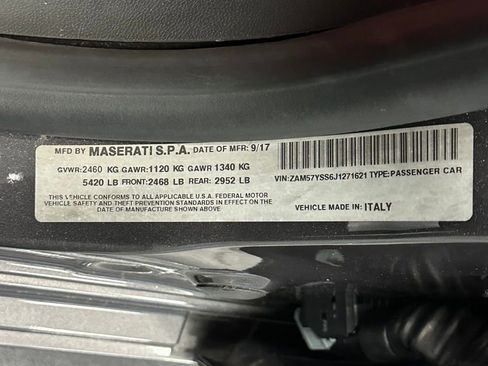 MFD BY MASERATI S.P.A. DATE OF MFR: 9/17
GVWR: 2460 KG GAWR: 1120 KG GAWR 1340 KG
5420 LB FRONT: 2468 LB REAR: 2952 LB
VIN: ZAM57YSS6J1271621 TYPE: PASSENGER CAR
THIS VEHICLE CONFORMS TO ALL APPLICABLE U.S.A. FEDERAL MOTOR
VEHICLE SAFETY AND THEFT PREVENTION STANDARDS IN EFFECT ON THE
DATE OF MANUFACTURE SHOWN ABOVE
MADE IN: ITALY